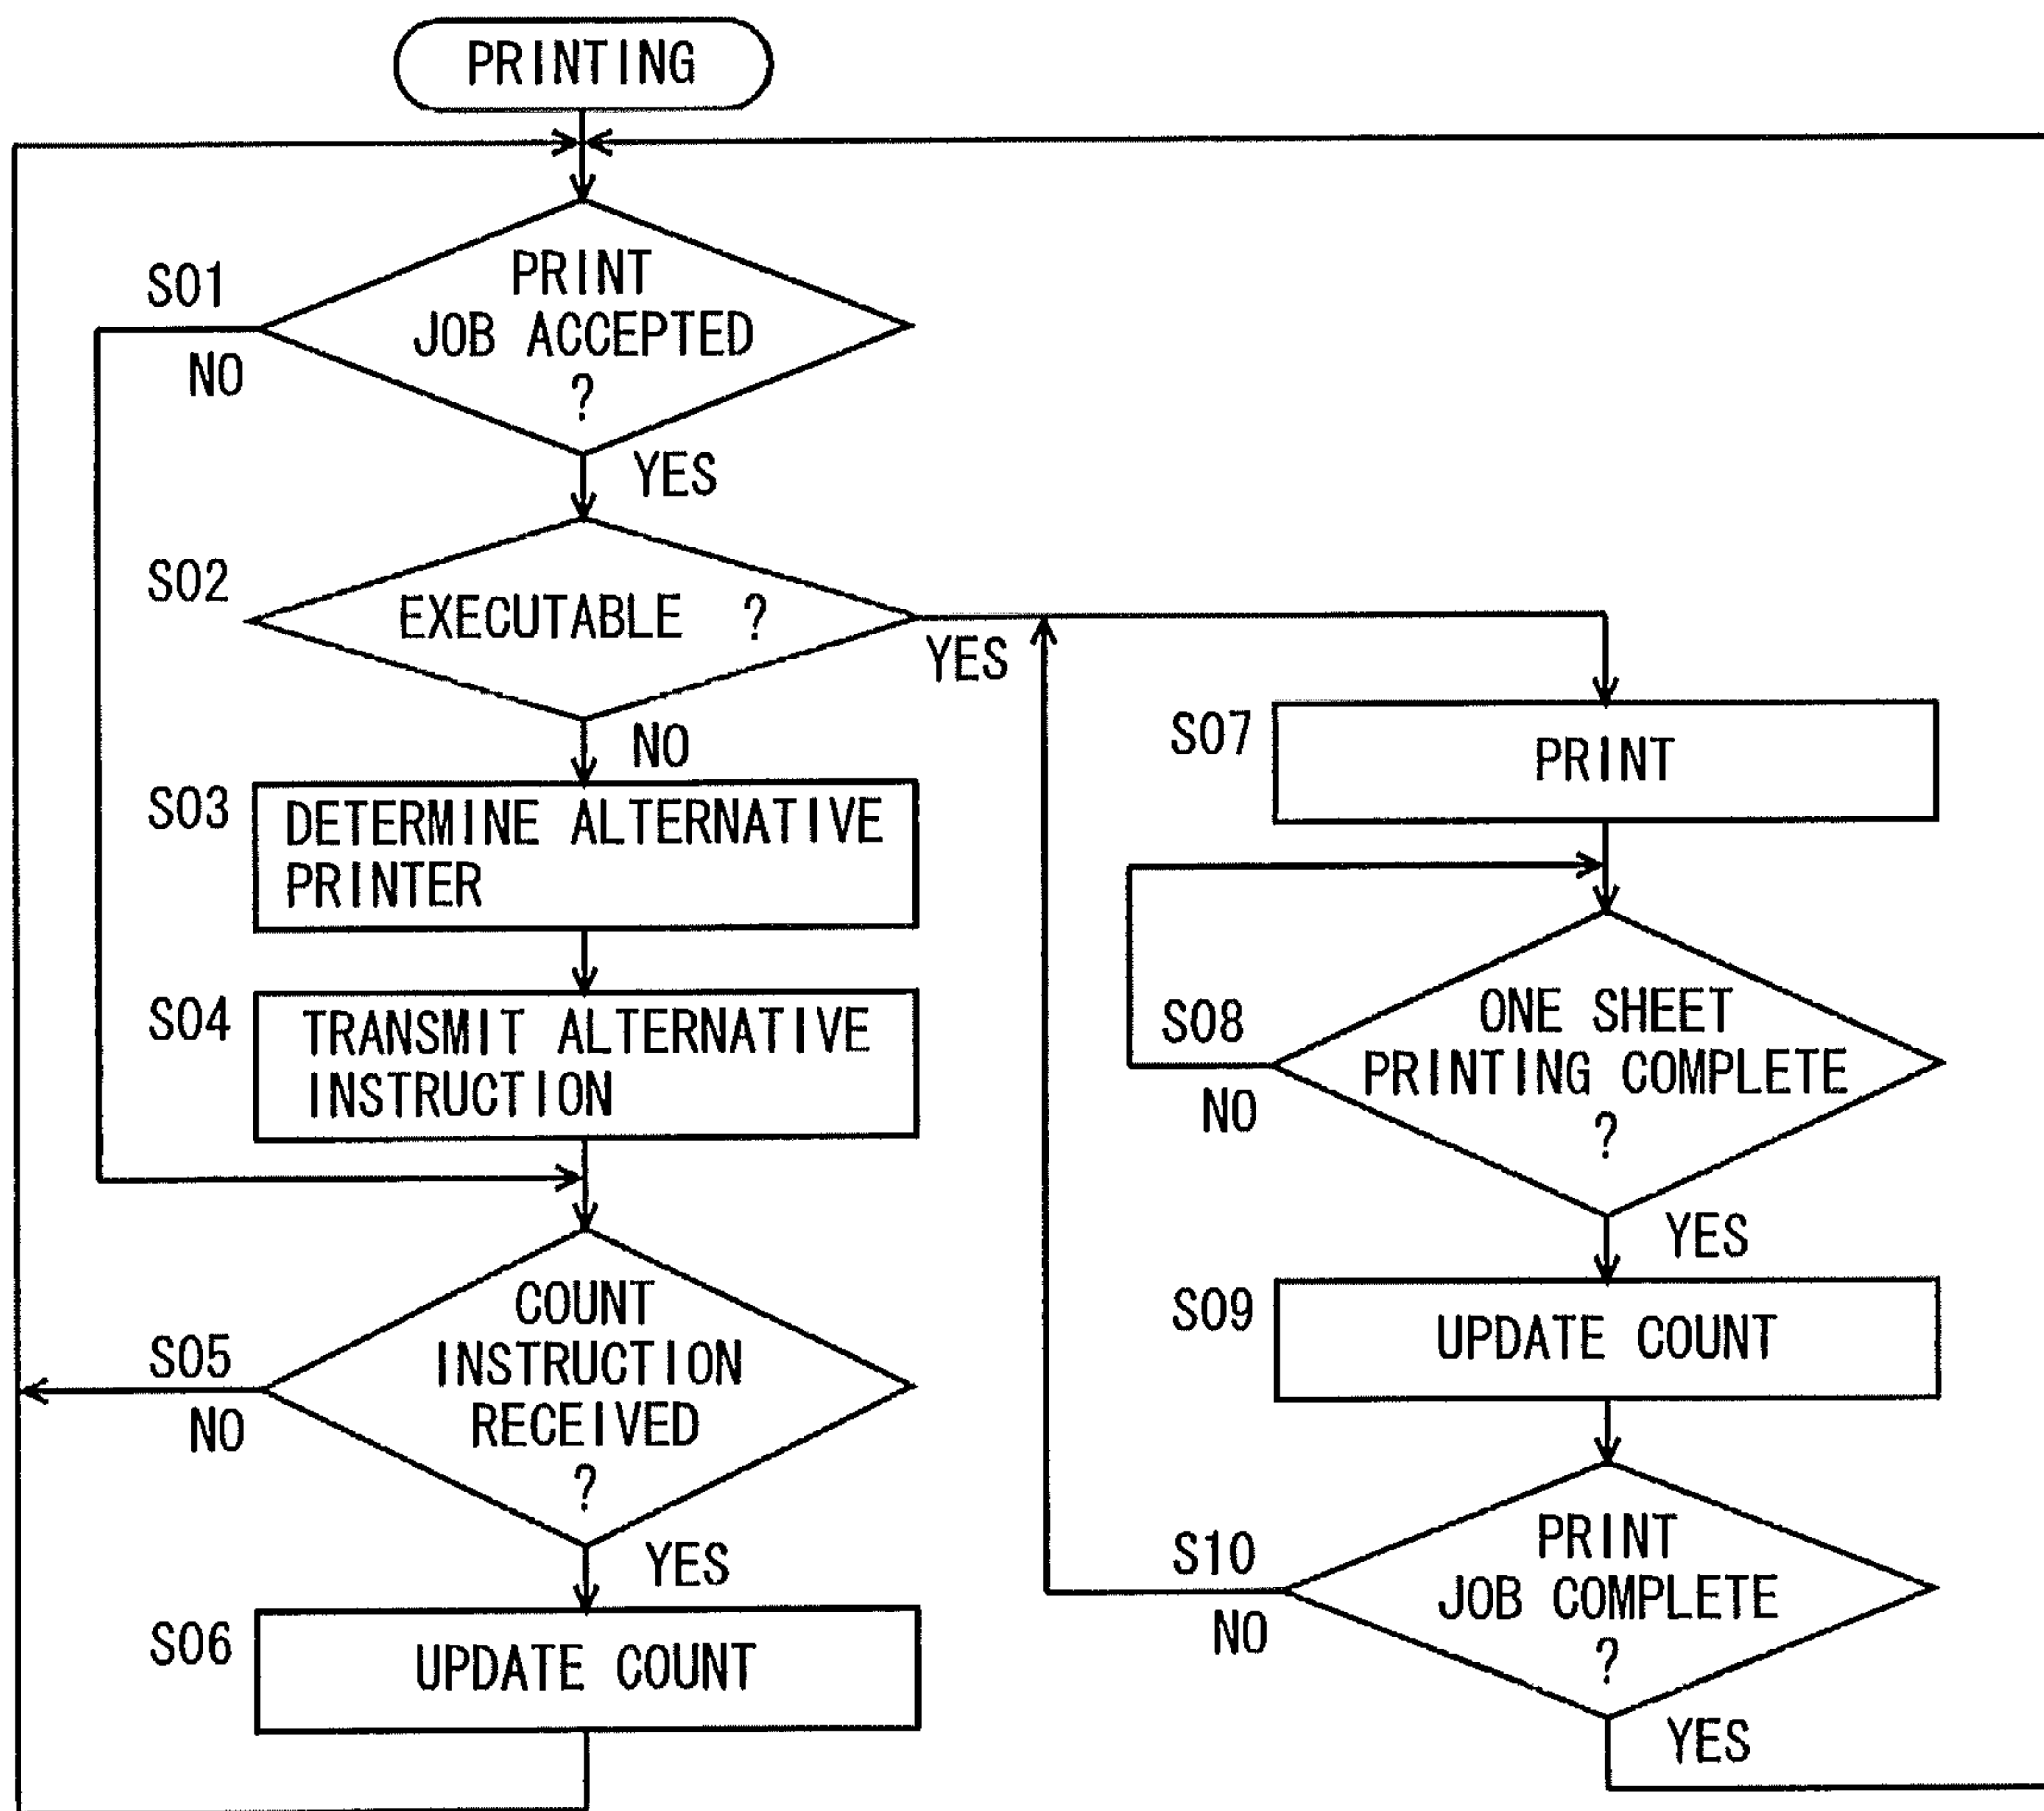 PRINTING
S01
PRINT
JOB ACCEPTED
?
NO
YES
S02
EXECUTABLE ?
YES
NO
S03
DETERMINE ALTERNATIVE
PRINTER
S04
TRANSMIT ALTERNATIVE
INSTRUCTION
S05
COUNT
INSTRUCTION
RECEIVED
?
NO
YES
S06
UPDATE COUNT
S07
PRINT
S08
ONE SHEET
PRINTING COMPLETE
?
NO
YES
S09
UPDATE COUNT
S10
PRINT
JOB COMPLETE
?
NO
YES